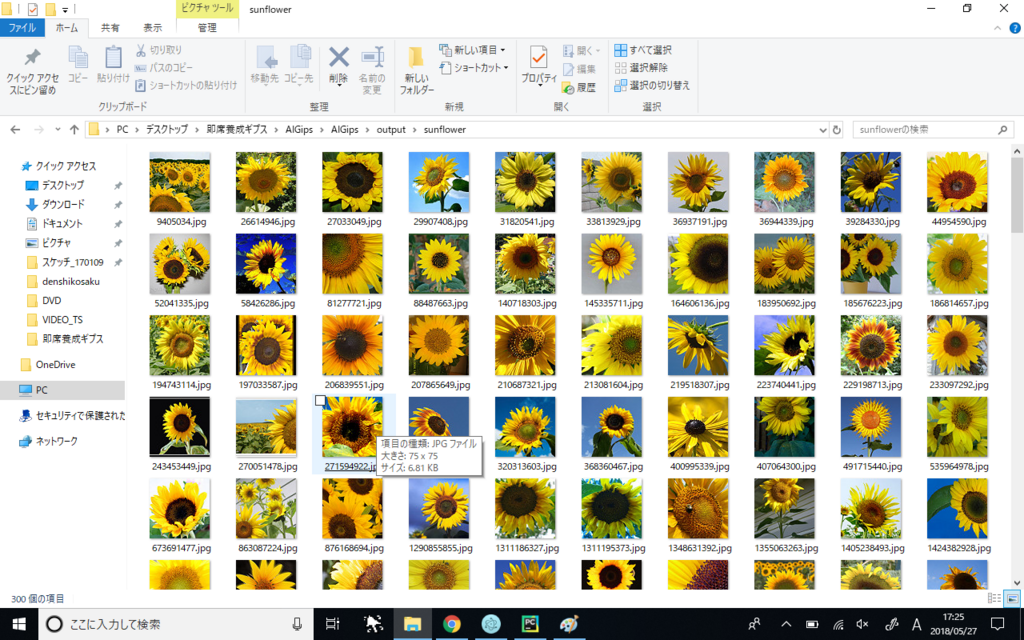 ピクチャ ツール
sunflower
ファイル
ホーム
共有
表示
管理
クイック アクセスにピン留め
コピー
貼り付け
切り取り
パスのコピー
ショートカットの貼り付け
クリップボード
移動先
コピー先
削除
名前の変更
整理
新しいフォルダー
新しい項目
ショートカット
新規
プロパティ
開く
編集
履歴
開く
すべて選択
選択解除
選択の切り替え
選択
PC › デスクトップ › 即席養成ギプス › AIGips › AIGips › output › sunflower
sunflowerの検索
クイック アクセス
デスクトップ
ダウンロード
ドキュメント
ピクチャ
スケッチ_170109
denshikosaku
DVD
VIDEO_TS
即席養成ギプス
OneDrive
PC
セキュリティで保護された
ネットワーク
9405034.jpg 26614946.jpg 27033049.jpg 29907408.jpg 31820541.jpg 33813929.jpg 36937191.jpg 36944339.jpg 39284330.jpg 44954590.jpg
52041335.jpg 58426286.jpg 81277721.jpg 88487663.jpg 140718303.jpg 145335711.jpg 164606136.jpg 183950692.jpg 185676223.jpg 186814657.jpg
194743114.jpg 197033587.jpg 206839551.jpg 207865649.jpg 210687321.jpg 213081604.jpg 219518307.jpg 223740441.jpg 229198713.jpg 233097292.jpg
243453449.jpg 270051478.jpg 271594922.jp 320313603.jpg 368360467.jpg 400995339.jpg 407064300.jpg 491715440.jpg 535964978.jpg
項目の種類: JPG ファイル
大きさ: 75 x 75
サイズ: 6.81 KB
673691477.jpg 863087224.jpg 876168694.jpg 1290855855.jpg 1311186327.jpg 1311195373.jpg 1348631392.jpg 1355063263.jpg 1405238493.jpg 1424382928.jpg
300 個の項目
ここに入力して検索
PC
A
17:25
2018/05/27